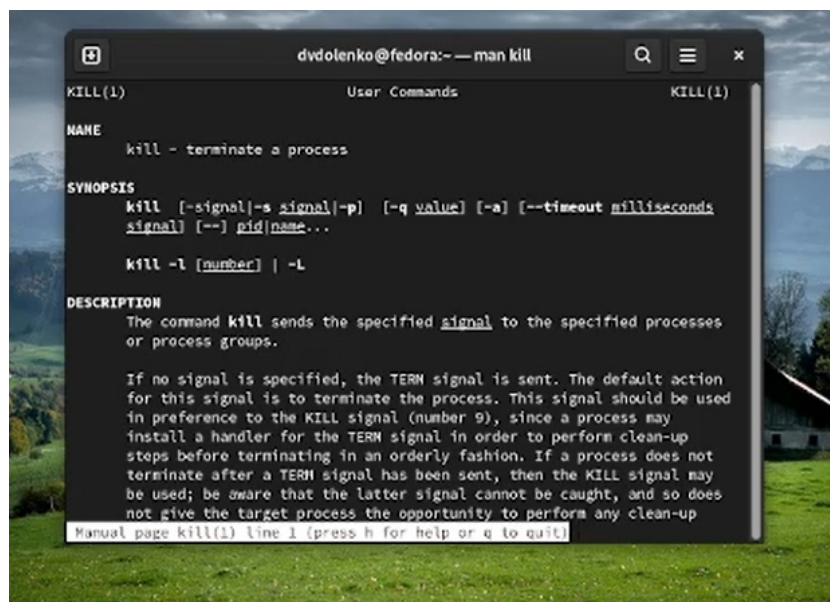 dvdolenko@fedora:~ — man kill
KILL(1) User Commands KILL(1)
NAME
kill - terminate a process
SYNOPSIS
kill [-signal|-s signal|-p] [-q value] [-a] [--timeout milliseconds
signal] [--] pid|name...
kill -l [number] | -L
DESCRIPTION
The command kill sends the specified signal to the specified processes
or process groups.
If no signal is specified, the TERM signal is sent. The default action
for this signal is to terminate the process. This signal should be used
in preference to the KILL signal (number 9), since a process may
install a handler for the TERM signal in order to perform clean-up
steps before terminating in an orderly fashion. If a process does not
terminate after a TERM signal has been sent, then the KILL signal may
be used; be aware that the latter signal cannot be caught, and so does
not give the target process the opportunity to perform any clean-up
Manual page kill(1) line 1 (press h for help or q to quit)